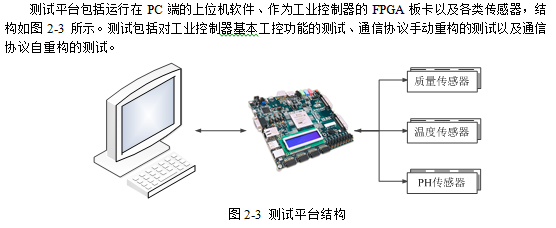 测试平台包括运行在 PC 端的上位机软件、作为工业控制器的 FPGA 板卡以及各类传感器，结
构如图 2-3 所示。测试包括对工业控制器基本工控功能的测试、通信协议手动重构的测试以及通信
协议自重构的测试。
质量传感器
温度传感器
PH传感器
图 2-3 测试平台结构